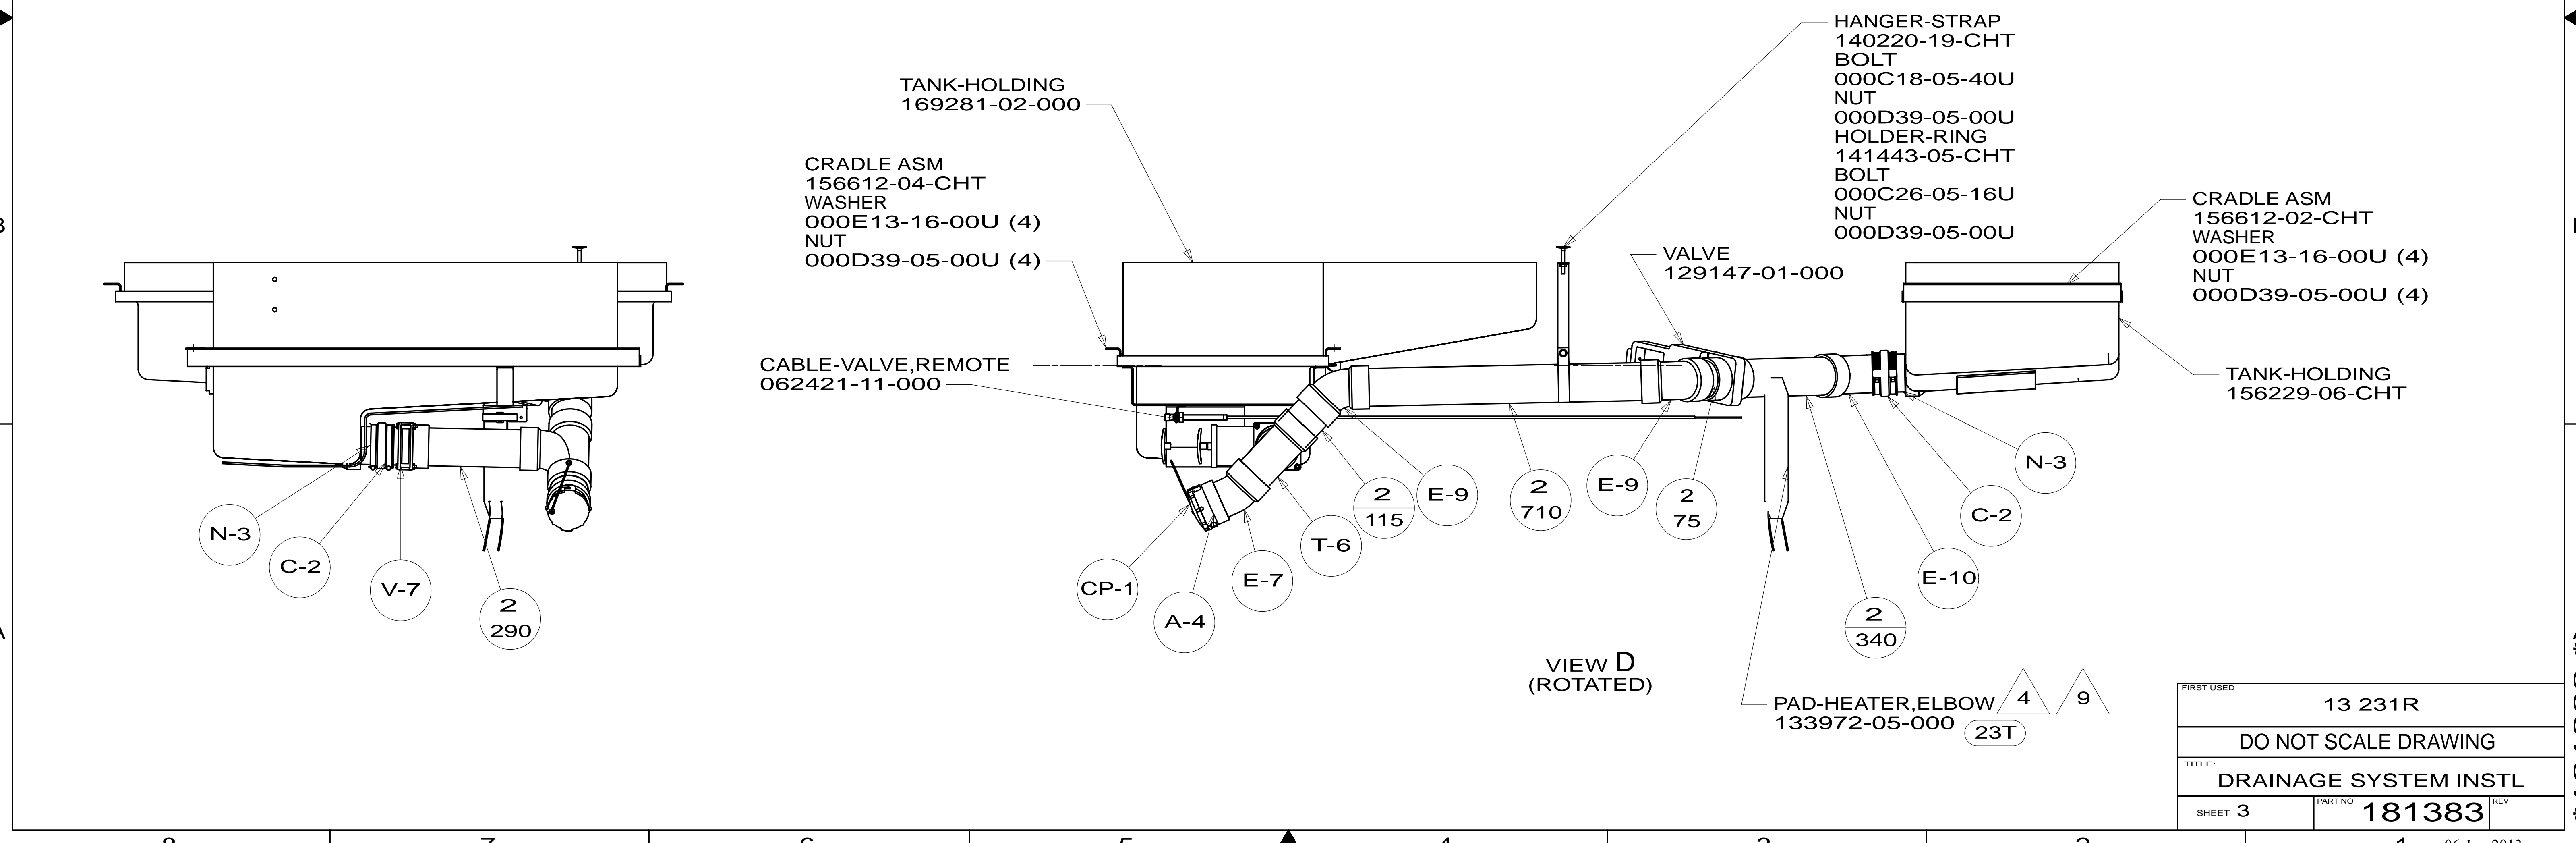 HANGER-STRAP
140220-19-CHT
BOLT
000C18-05-40U
NUT
000D39-05-00U
HOLDER-RING
141443-05-CHT
BOLT
000C26-05-16U
NUT
000D39-05-00U
TANK-HOLDING
169281-02-000
CRADLE ASM
156612-04-CHT
WASHER
000E13-16-00U (4)
NUT
000D39-05-00U (4)
CRADLE ASM
156612-02-CHT
WASHER
000E13-16-00U (4)
NUT
000D39-05-00U (4)
VALVE
129147-01-000
CABLE-VALVE,REMOTE
062421-11-000
TANK-HOLDING
156229-06-CHT
N-3
C-2
V-7
2
290
CP-1
A-4
E-7
T-6
2
115
E-9
2
710
E-9
2
75
N-3
C-2
E-10
2
340
VIEW D
(ROTATED)
PAD-HEATER,ELBOW
133972-05-000
4
9
23T
FIRST USED
13 231R
DO NOT SCALE DRAWING
TITLE:
DRAINAGE SYSTEM INSTL
SHEET 3
PART NO
181383
REV